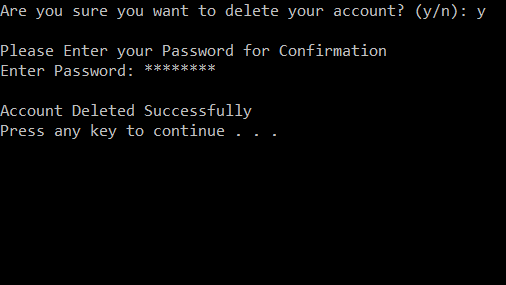 Are you sure you want to delete your account? (y/n): y
Please Enter your Password for Confirmation
Enter Password: ********
Account Deleted Successfully
Press any key to continue . . .